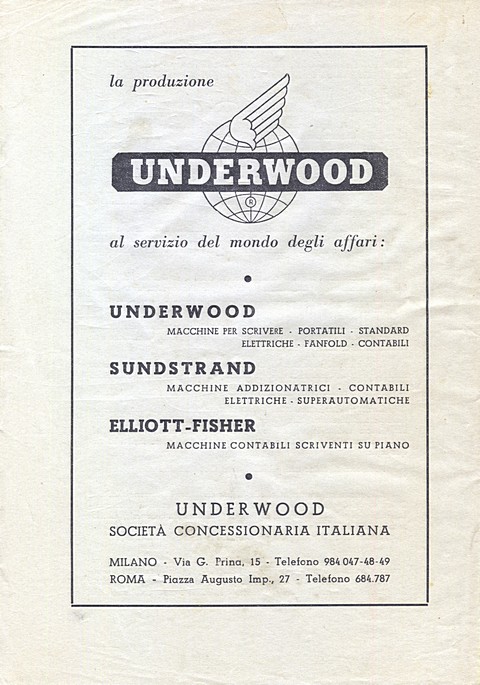 la produzione
UNDERWOOD
®
al servizio del mondo degli affari:
UNDERWOOD
MACCHINE PER SCRIVERE - PORTATILI - STANDARD
ELETTRICHE - FANFOLD - CONTABILI
SUNDSTRAND
MACCHINE ADDIZIONATRICI - CONTABILI
ELETTRICHE - SUPERAUTOMATICHE
ELLIOTT-FISHER
MACCHINE CONTABILI SCRIVENTI SU PIANO
UNDERWOOD
SOCIETÀ CONCESSIONARIA ITALIANA
MILANO - Via G. Prina, 15 - Telefono 984 047-48-49
ROMA - Piazza Augusto Imp., 27 - Telefono 684.787